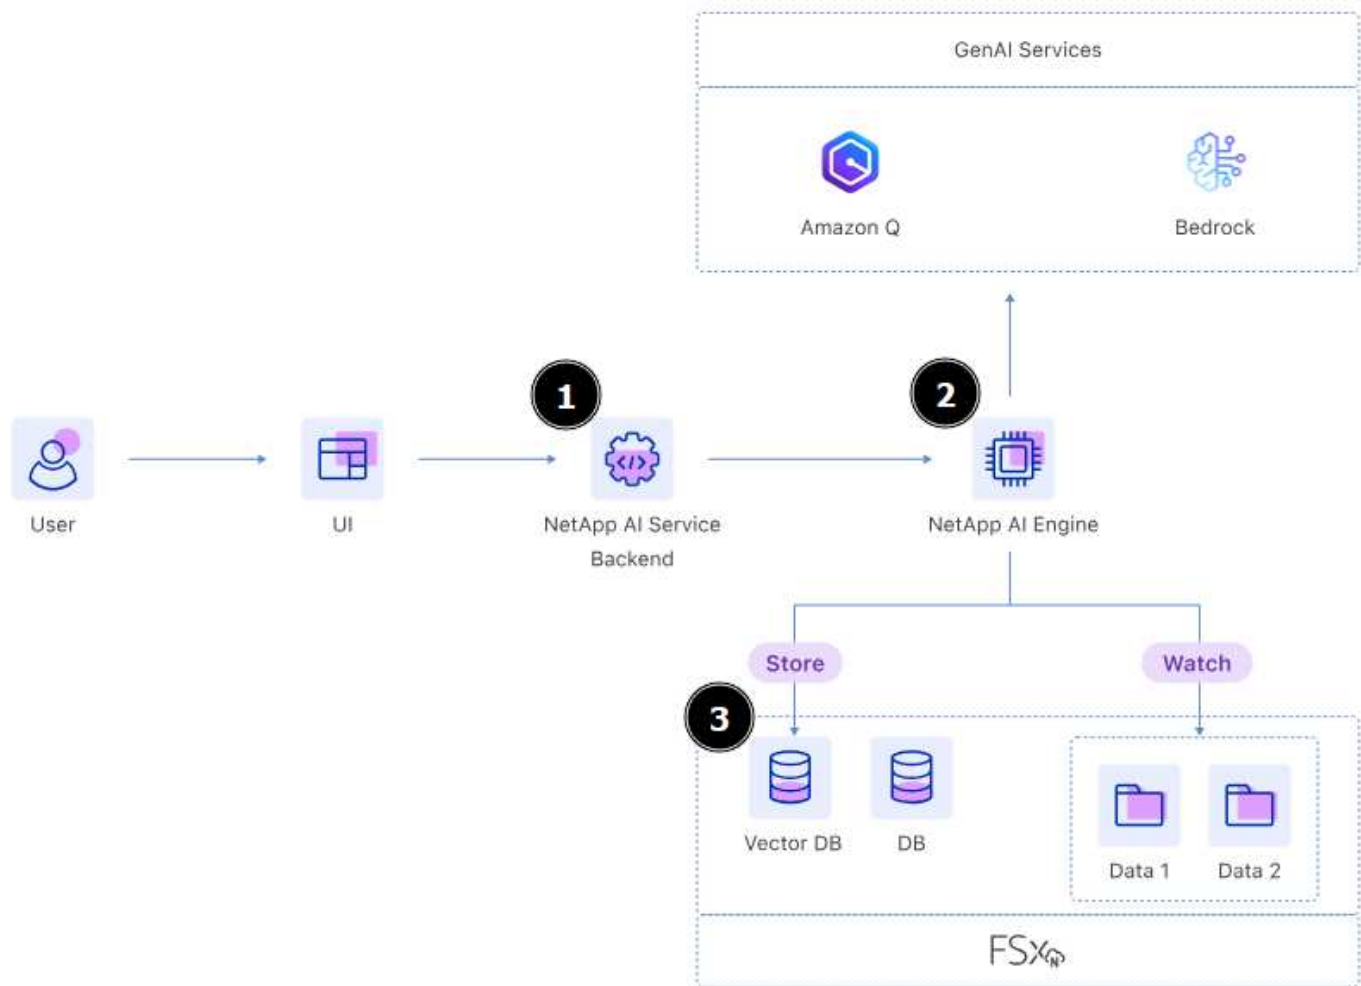 GenAI Services
Amazon Q
Bedrock
1
2
User
UI
NetApp AI Service
Backend
NetApp AI Engine
Store
Watch
3
Vector DB
DB
Data 1
Data 2
FSxN